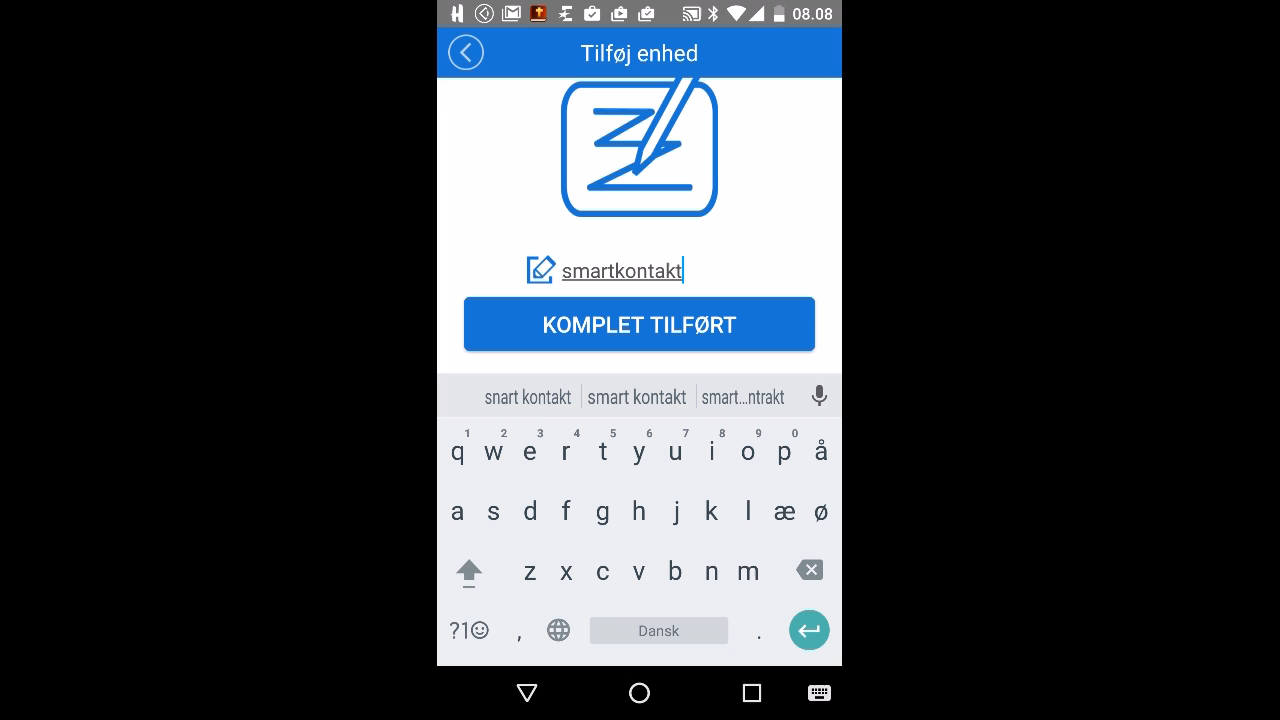 08.08
Tilføj enhed
smartkontakt
KOMPLET TILFØRT
snart kontakt smart kontakt smart...ntrakt
1 2 3 4 5 6 7 8 9 0
q w e r t y u i o p å
a s d f g h j k l æ ø
z x c v b n m
?1☺ , Dansk .